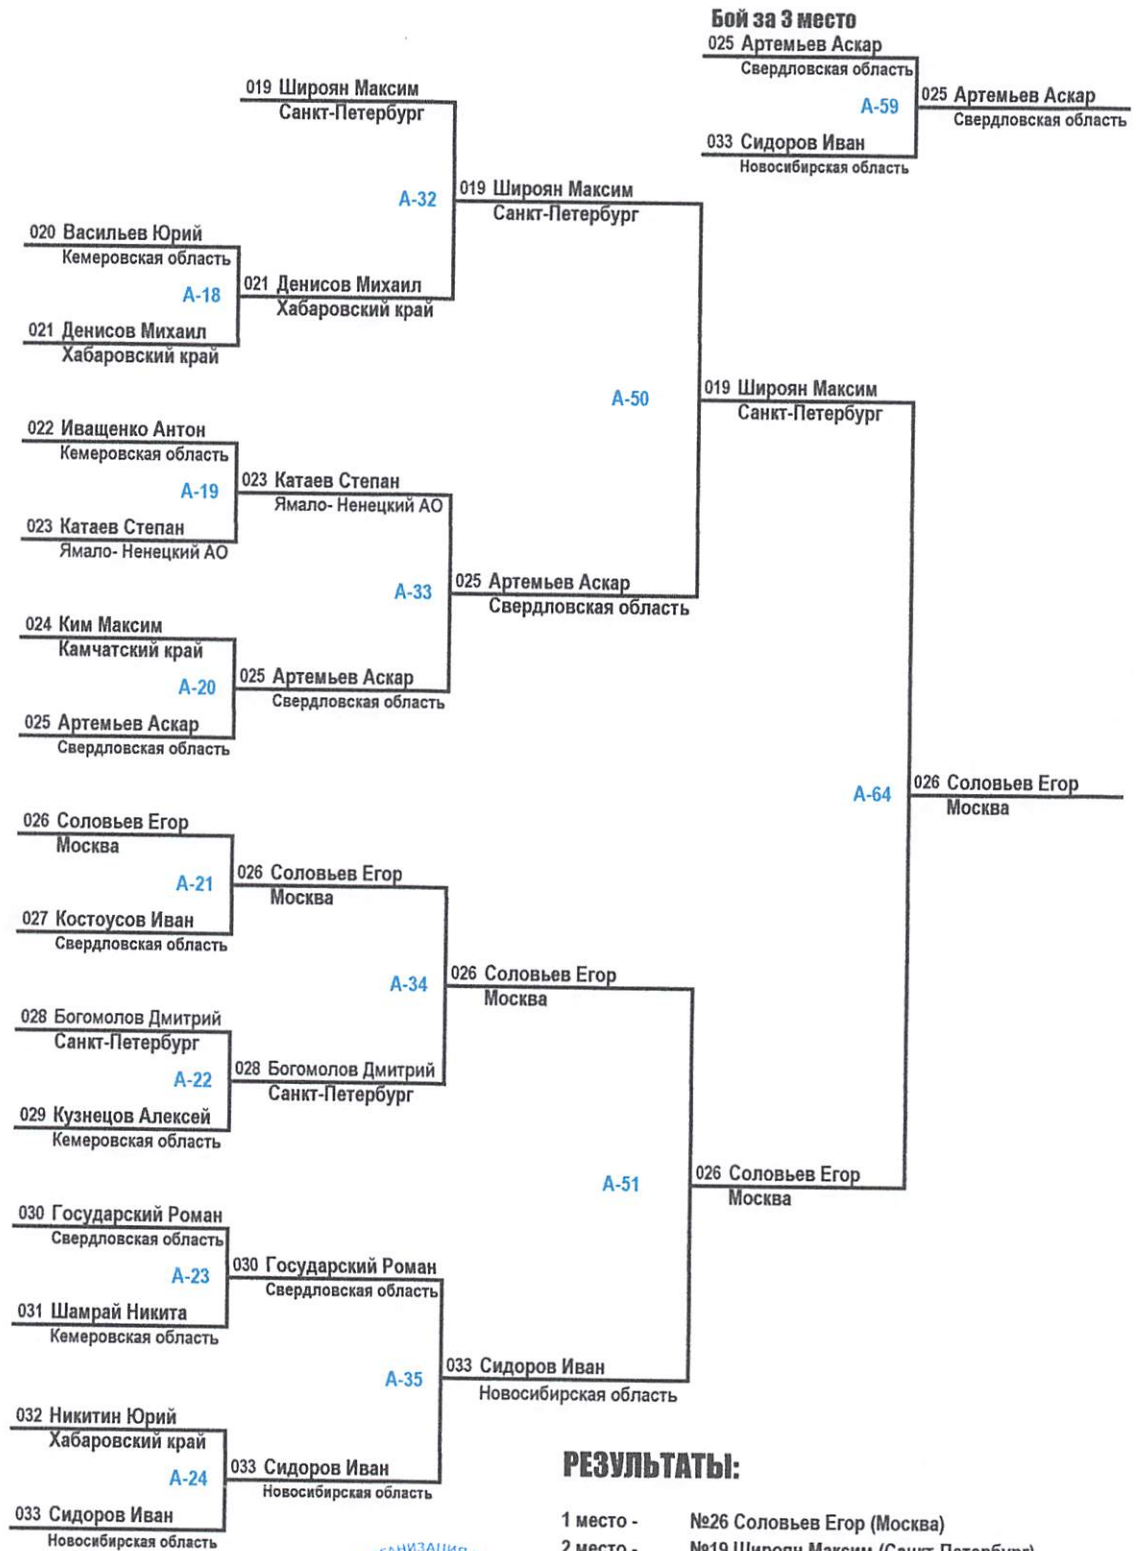 Бой за 3 место
025 Артемьев Аскар
Свердловская область
А-59
025 Артемьев Аскар
Свердловская область
033 Сидоров Иван
Новосибирская область
019 Широян Максим
Санкт-Петербург
А-32
019 Широян Максим
Санкт-Петербург
020 Васильев Юрий
Кемеровская область
А-18
021 Денисов Михаил
Хабаровский край
021 Денисов Михаил
Хабаровский край
А-50
019 Широян Максим
Санкт-Петербург
022 Иващенко Антон
Кемеровская область
А-19
023 Катаев Степан
Ямало- Ненецкий АО
023 Катаев Степан
Ямало- Ненецкий АО
А-33
025 Артемьев Аскар
Свердловская область
024 Ким Максим
Камчатский край
А-20
025 Артемьев Аскар
Свердловская область
025 Артемьев Аскар
Свердловская область
А-64
026 Соловьев Егор
Москва
026 Соловьев Егор
Москва
А-21
026 Соловьев Егор
Москва
027 Костоусов Иван
Свердловская область
А-34
026 Соловьев Егор
Москва
028 Богомолов Дмитрий
Санкт-Петербург
А-22
028 Богомолов Дмитрий
Санкт-Петербург
029 Кузнецов Алексей
Кемеровская область
А-51
026 Соловьев Егор
Москва
030 Государский Роман
Свердловская область
А-23
030 Государский Роман
Свердловская область
031 Шамрай Никита
Кемеровская область
А-35
033 Сидоров Иван
Новосибирская область
032 Никитин Юрий
Хабаровский край
А-24
033 Сидоров Иван
Новосибирская область
033 Сидоров Иван
Новосибирская область
РЕЗУЛЬТАТЫ:
1 место - №26 Соловьев Егор (Москва)
2 место - №19 Широян Максим (Санкт-Петербург)